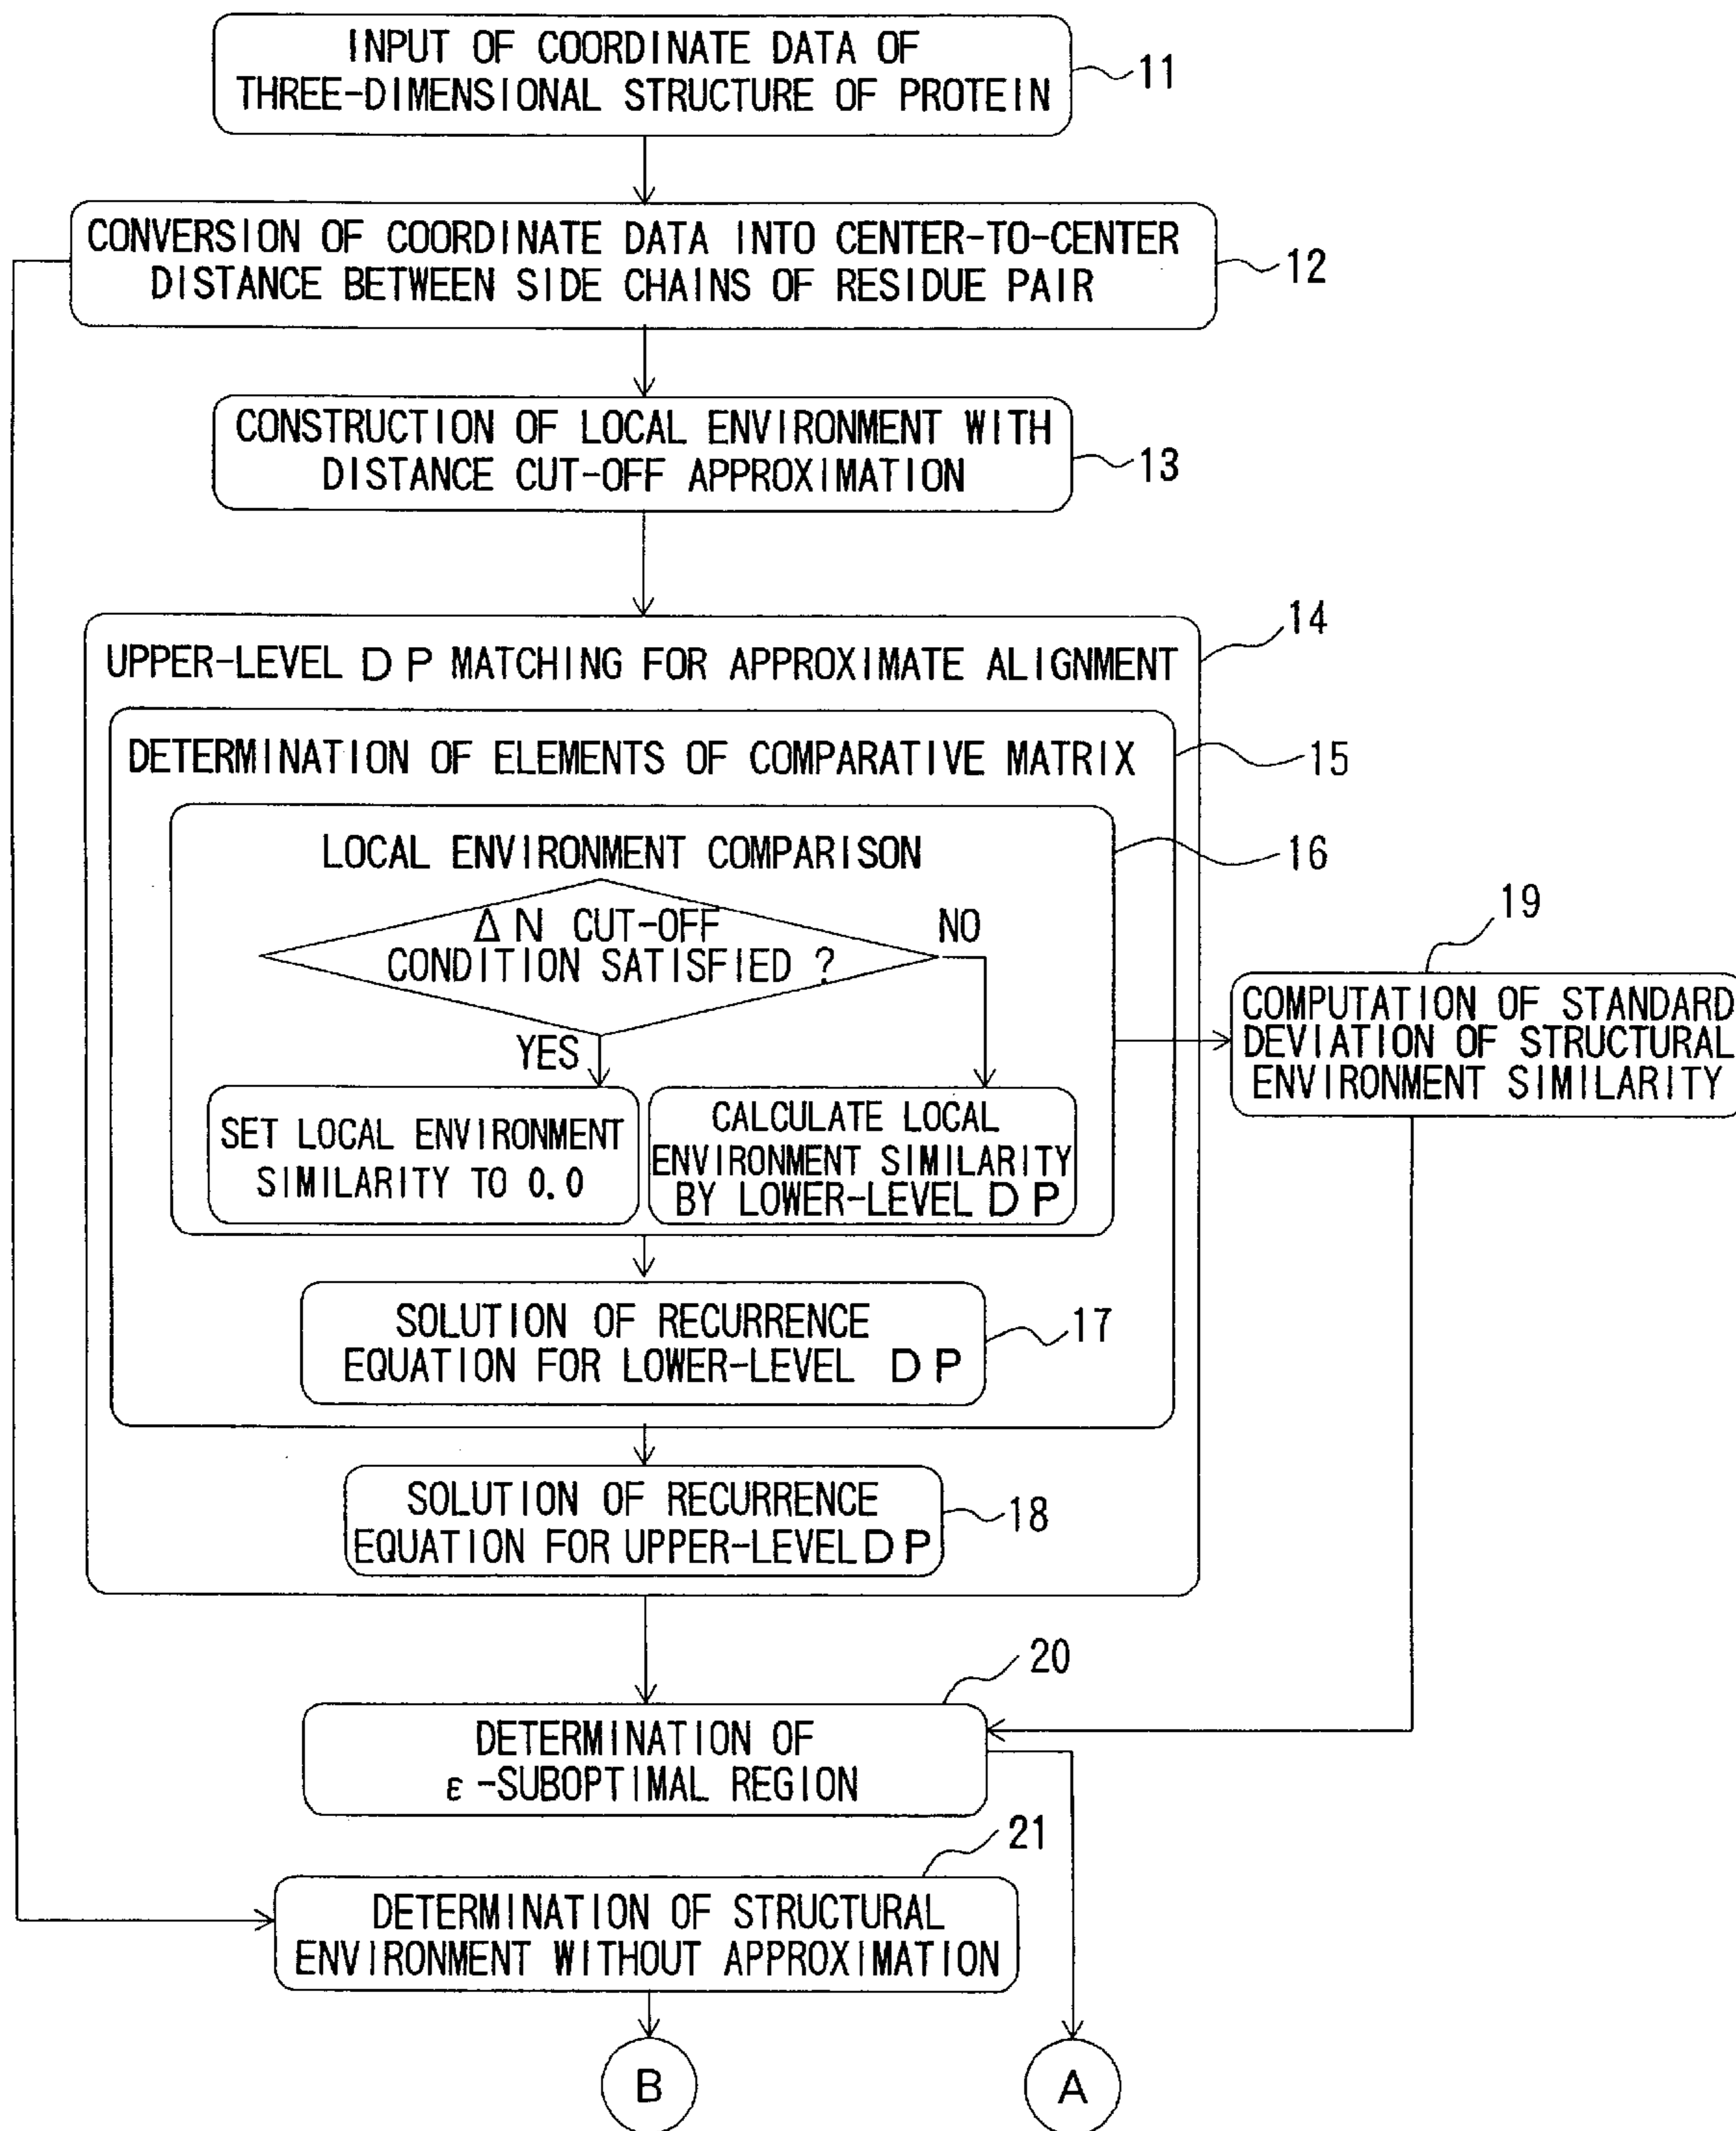 INPUT OF COORDINATE DATA OF
THREE-DIMENSIONAL STRUCTURE OF PROTEIN
11
CONVERSION OF COORDINATE DATA INTO CENTER-TO-CENTER
DISTANCE BETWEEN SIDE CHAINS OF RESIDUE PAIR
12
CONSTRUCTION OF LOCAL ENVIRONMENT WITH
DISTANCE CUT-OFF APPROXIMATION
13
14
UPPER-LEVEL DP MATCHING FOR APPROXIMATE ALIGNMENT
DETERMINATION OF ELEMENTS OF COMPARATIVE MATRIX
15
LOCAL ENVIRONMENT COMPARISON
16
ΔN CUT-OFF
CONDITION SATISFIED ?
NO
YES
SET LOCAL ENVIRONMENT
SIMILARITY TO 0.0
CALCULATE LOCAL
ENVIRONMENT SIMILARITY
BY LOWER-LEVEL DP
19
COMPUTATION OF STANDARD
DEVIATION OF STRUCTURAL
ENVIRONMENT SIMILARITY
SOLUTION OF RECURRENCE
EQUATION FOR LOWER-LEVEL DP
17
SOLUTION OF RECURRENCE
EQUATION FOR UPPER-LEVEL DP
18
20
DETERMINATION OF
ε-SUBOPTIMAL REGION
21
DETERMINATION OF STRUCTURAL
ENVIRONMENT WITHOUT APPROXIMATION
B
A